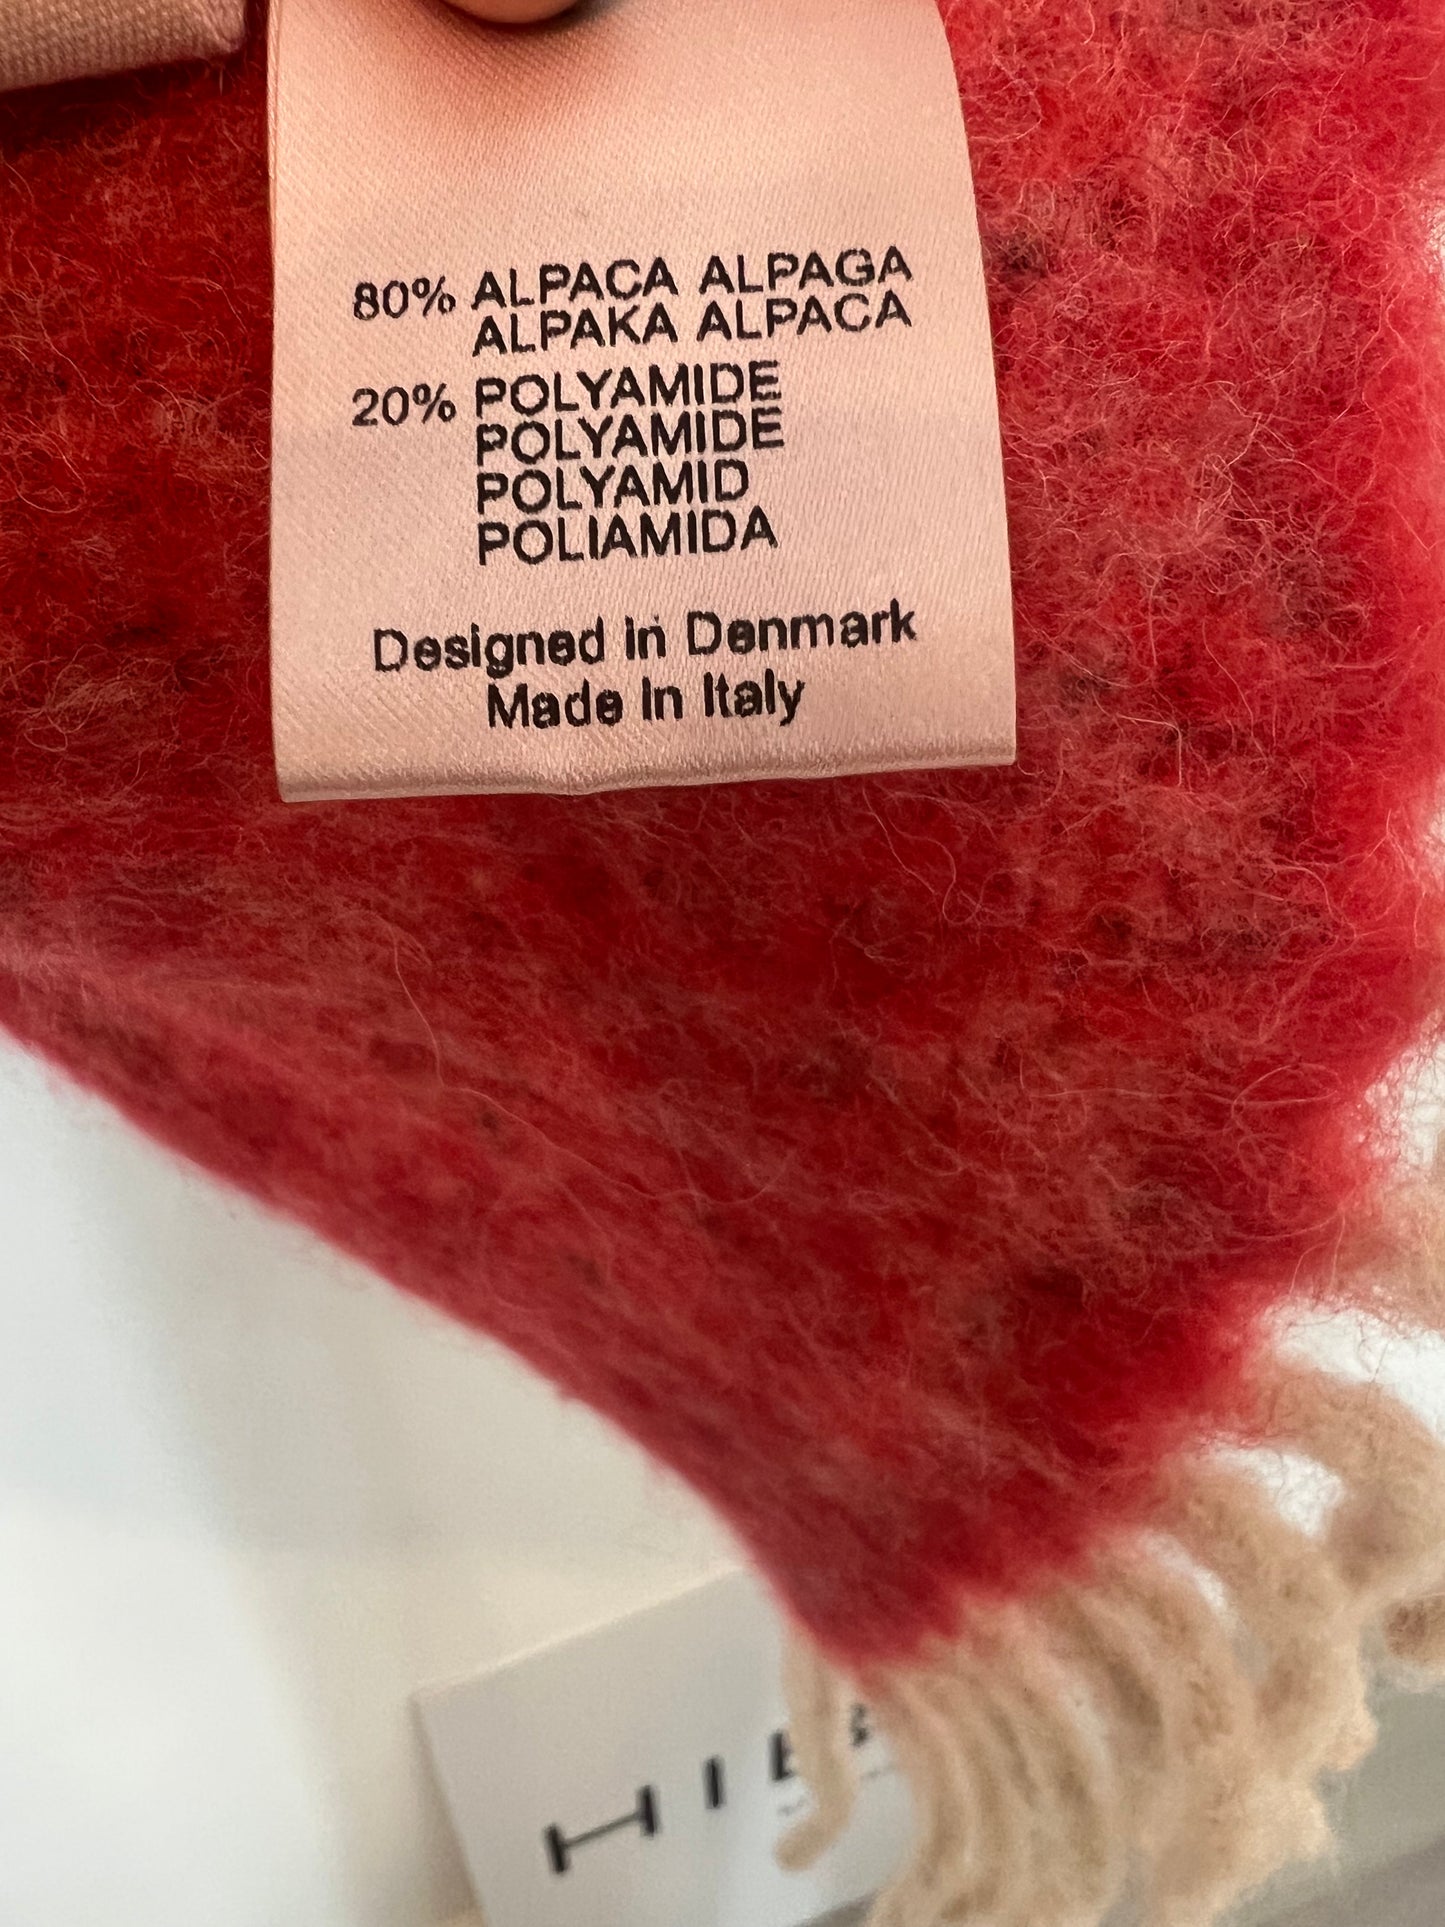 80% ALPACA ALPAGA
ALPAKA ALPACA
20% POLYAMIDE
POLYAMIDE
POLYAMID
POLIAMIDA
Designed in Denmark
Made In Italy